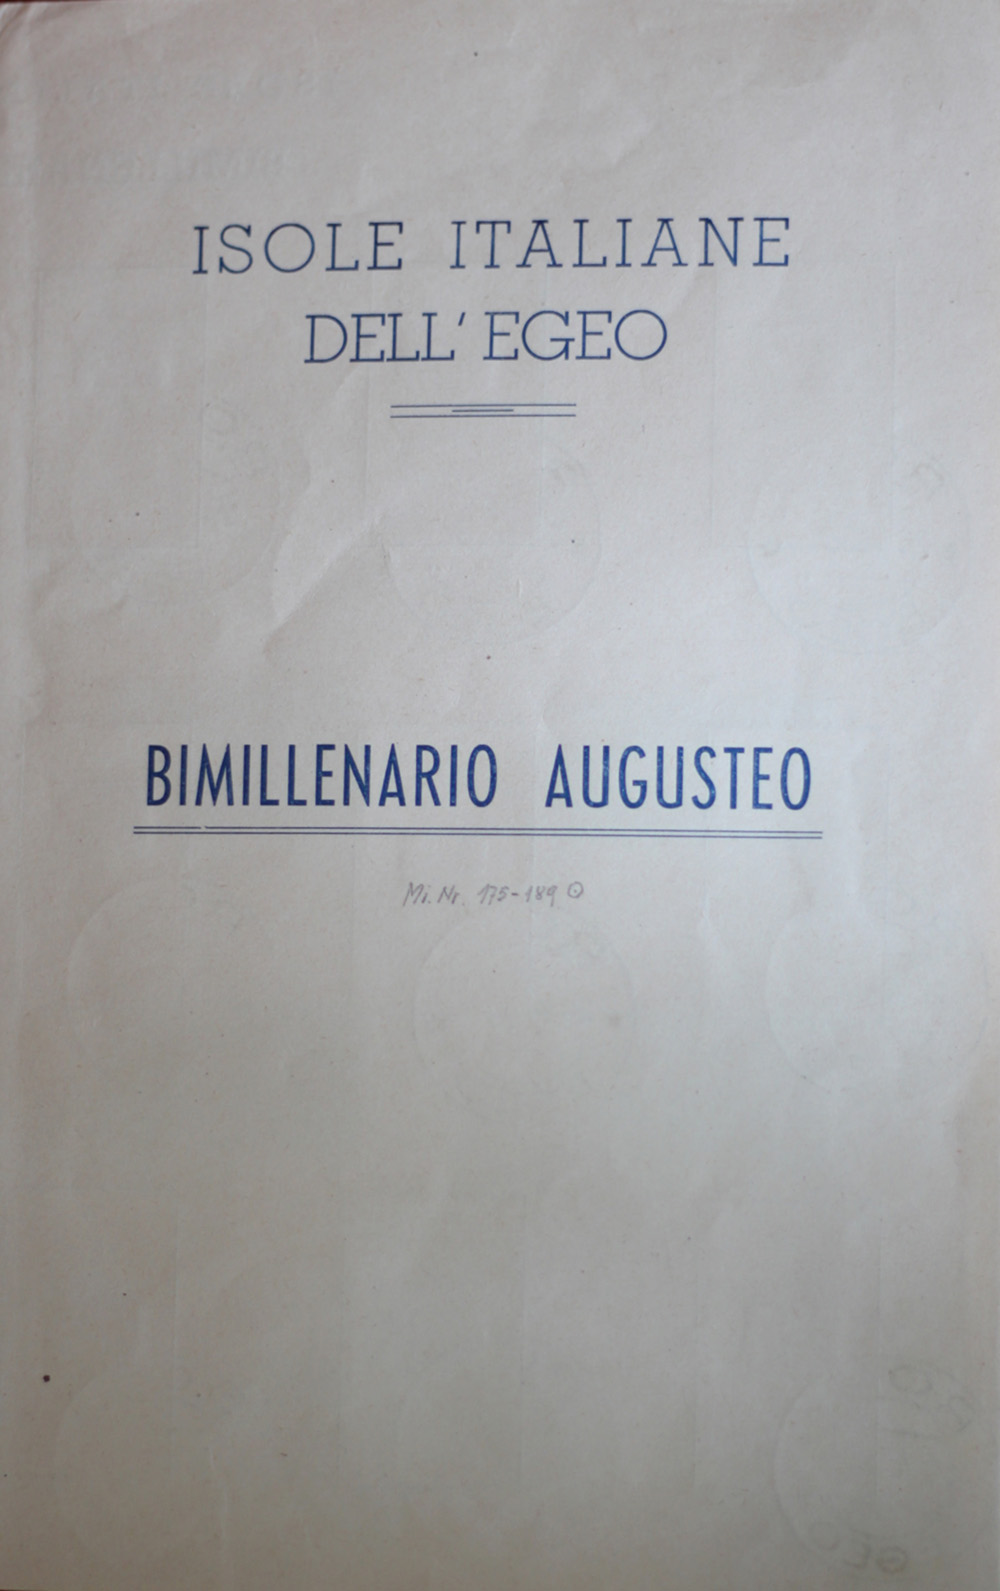 ISOLE ITALIANE
DELL' EGEO
BIMILLENARIO AUGUSTEO
Mi. Nr. 175-189 ⊙